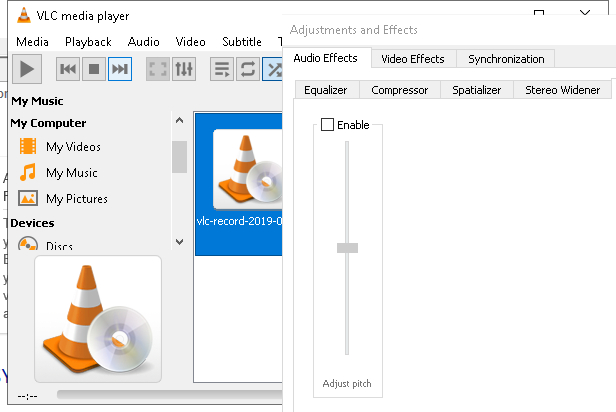 VLC media player
Media Playback Audio Video Subtitle T
My Music
My Computer
My Videos
My Music
My Pictures
Devices
Discs
vlc-record-2019-0
--:--
Adjustments and Effects
Audio Effects Video Effects Synchronization
Equalizer Compressor Spatializer Stereo Widener
Enable
Adjust pitch